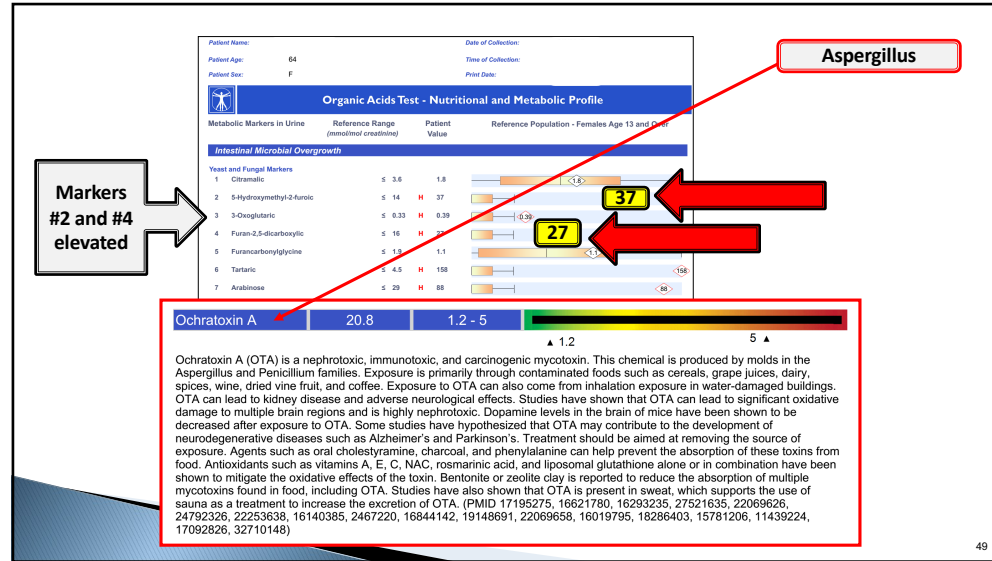 Patient Name:
Date of Collection:
Patient Age: 64
Time of Collection:
Patient Sex: F
Print Date:
Aspergillus
Organic Acids Test - Nutritional and Metabolic Profile
Metabolic Markers in Urine
Reference Range
(mmol/mol creatinine)
Patient
Value
Reference Population - Females Age 13 and Over
Intestinal Microbial Overgrowth
Yeast and Fungal Markers
1 Citramalic ≤ 3.6 1.8 1.8
2 5-Hydroxymethyl-2-furoic ≤ 14 H 37 37
3 3-Oxoglutaric ≤ 0.33 H 0.39 0.39
4 Furan-2,5-dicarboxylic ≤ 16 H 27 27
5 Furancarbonylglycine ≤ 1.9 1.1 1.1
6 Tartaric ≤ 4.5 H 158 158
7 Arabinose ≤ 29 H 88 88
Markers
#2 and #4
elevated
Ochratoxin A 20.8 1.2 - 5
▲ 1.2 5 ▲
Ochratoxin A (OTA) is a nephrotoxic, immunotoxic, and carcinogenic mycotoxin. This chemical is produced by molds in the
Aspergillus and Penicillium families. Exposure is primarily through contaminated foods such as cereals, grape juices, dairy,
spices, wine, dried vine fruit, and coffee. Exposure to OTA can also come from inhalation exposure in water-damaged buildings.
OTA can lead to kidney disease and adverse neurological effects. Studies have shown that OTA can lead to significant oxidative
damage to multiple brain regions and is highly nephrotoxic. Dopamine levels in the brain of mice have been shown to be
decreased after exposure to OTA. Some studies have hypothesized that OTA may contribute to the development of
neurodegenerative diseases such as Alzheimer's and Parkinson's. Treatment should be aimed at removing the source of
exposure. Agents such as oral cholestyramine, charcoal, and phenylalanine can help prevent the absorption of these toxins from
food. Antioxidants such as vitamins A, E, C, NAC, rosmarinic acid, and liposomal glutathione alone or in combination have been
shown to mitigate the oxidative effects of the toxin. Bentonite or zeolite clay is reported to reduce the absorption of multiple
mycotoxins found in food, including OTA. Studies have also shown that OTA is present in sweat, which supports the use of
sauna as a treatment to increase the excretion of OTA. (PMID 17195275, 16621780, 16293235, 27521635, 22069626,
24792326, 22253638, 16140385, 2467220, 16844142, 19148691, 22069658, 16019795, 18286403, 15781206, 11439224,
17092826, 32710148)
49